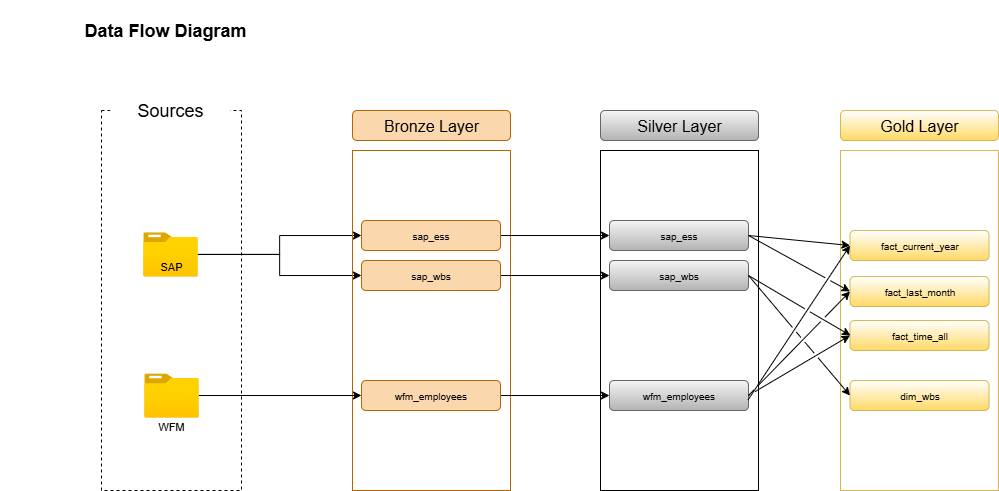 Data Flow Diagram
Sources
Bronze Layer
Silver Layer
Gold Layer
SAP
WFM
sap_ess
sap_wbs
wfm_employees
sap_ess
sap_wbs
wfm_employees
fact_current_year
fact_last_month
fact_time_all
dim_wbs